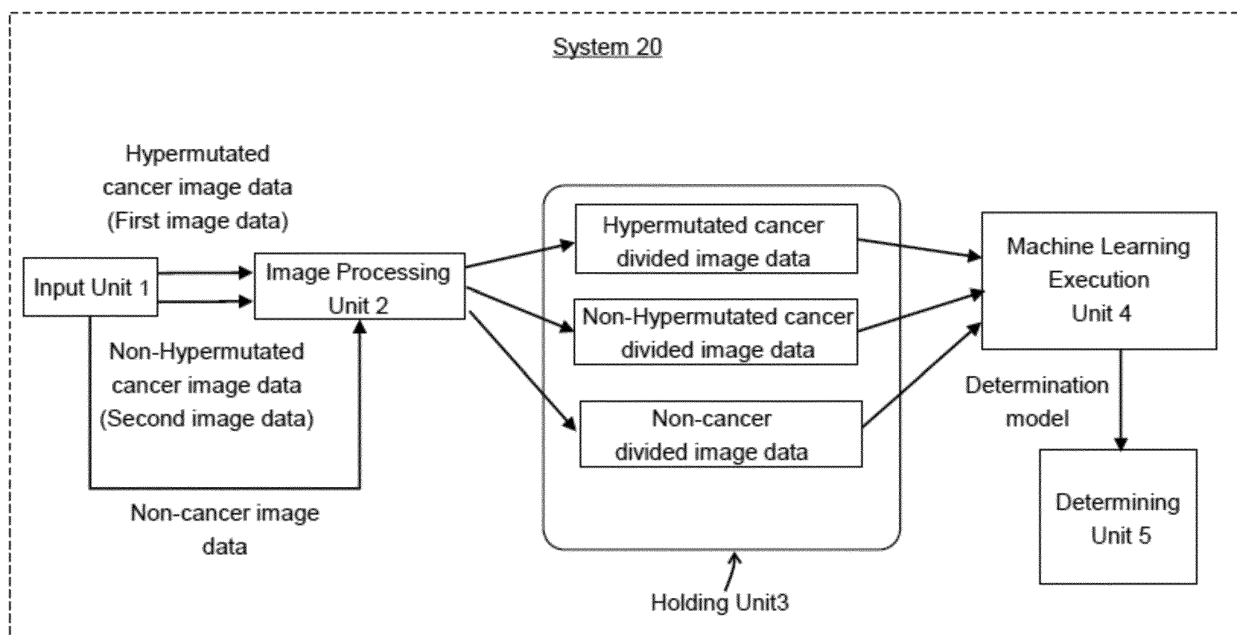 System 20
Hypermutated
cancer image data
(First image data)
Input Unit 1
Image Processing
Unit 2
Non-Hypermutated
cancer image data
(Second image data)
Non-cancer image
data
Hypermutated cancer
divided image data
Non-Hypermutated cancer
divided image data
Non-cancer
divided image data
Holding Unit3
Machine Learning
Execution
Unit 4
Determination
model
Determining
Unit 5